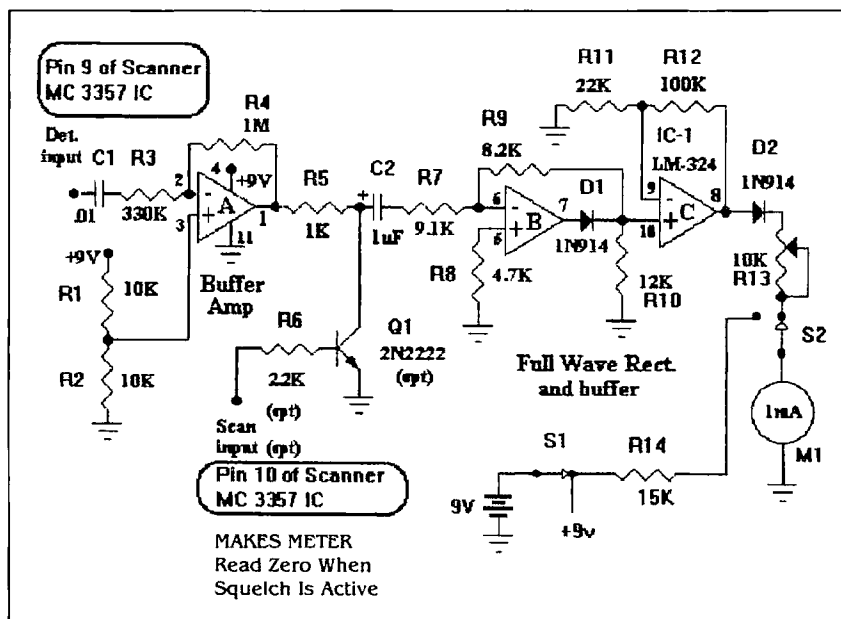 Pin 9 of Scanner
MC 3357 IC
Det.
input
C1
.01
R3
330K
R4
1M
2
3
4
+9V
A
1
11
Buffer
Amp
+9V
R1
10K
R2
10K
R5
1K
C2
+
1uF
R6
2.2K
(opt)
Scan
input (opt)
Q1
2N2222
(opt)
Pin 10 of Scanner
MC 3357 IC
MAKES METER
Read Zero When
Squelch Is Active
R7
9.1K
R8
4.7K
R9
8.2K
6
5
B
7
D1
1N914
R10
12K
Full Wave Rect.
and buffer
R11
22K
R12
100K
IC-1
LM-324
9
10
C
8
D2
1N914
10K
R13
S2
1mA
M1
S1
9V
+9v
R14
15K